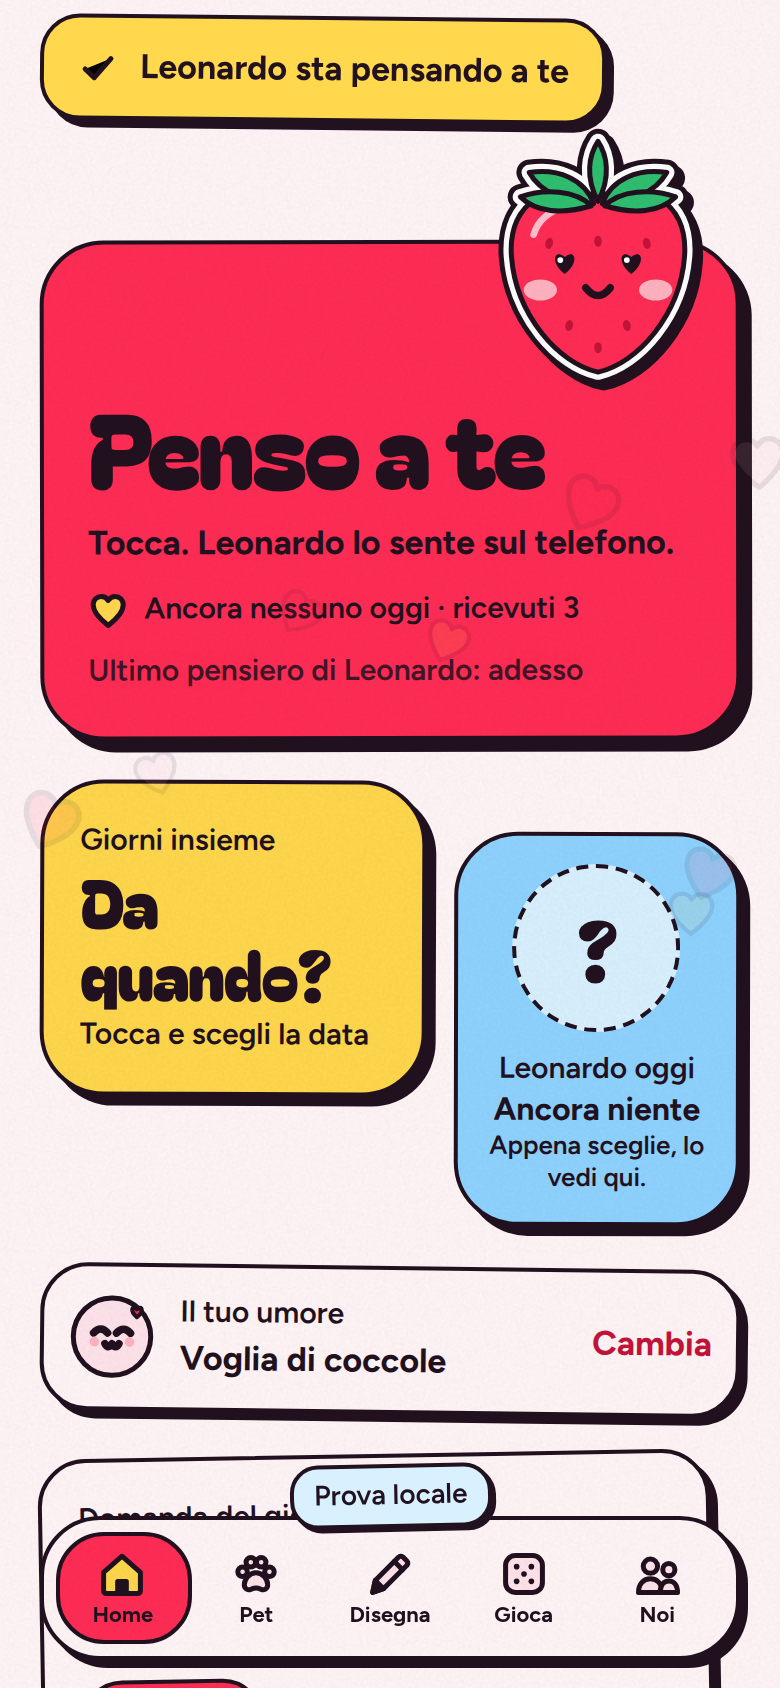 Leonardo sta pensando a te
Penso a te
Tocca. Leonardo lo sente sul telefono.
Ancora nessuno oggi · ricevuti 3
Ultimo pensiero di Leonardo: adesso
Giorni insieme
Da
quando?
Tocca e scegli la data
?
Leonardo oggi
Ancora niente
Appena sceglie, lo
vedi qui.
Il tuo umore
Voglia di coccole
Cambia
Domanda del
Prova locale
Home
Pet
Disegna
Gioca
Noi